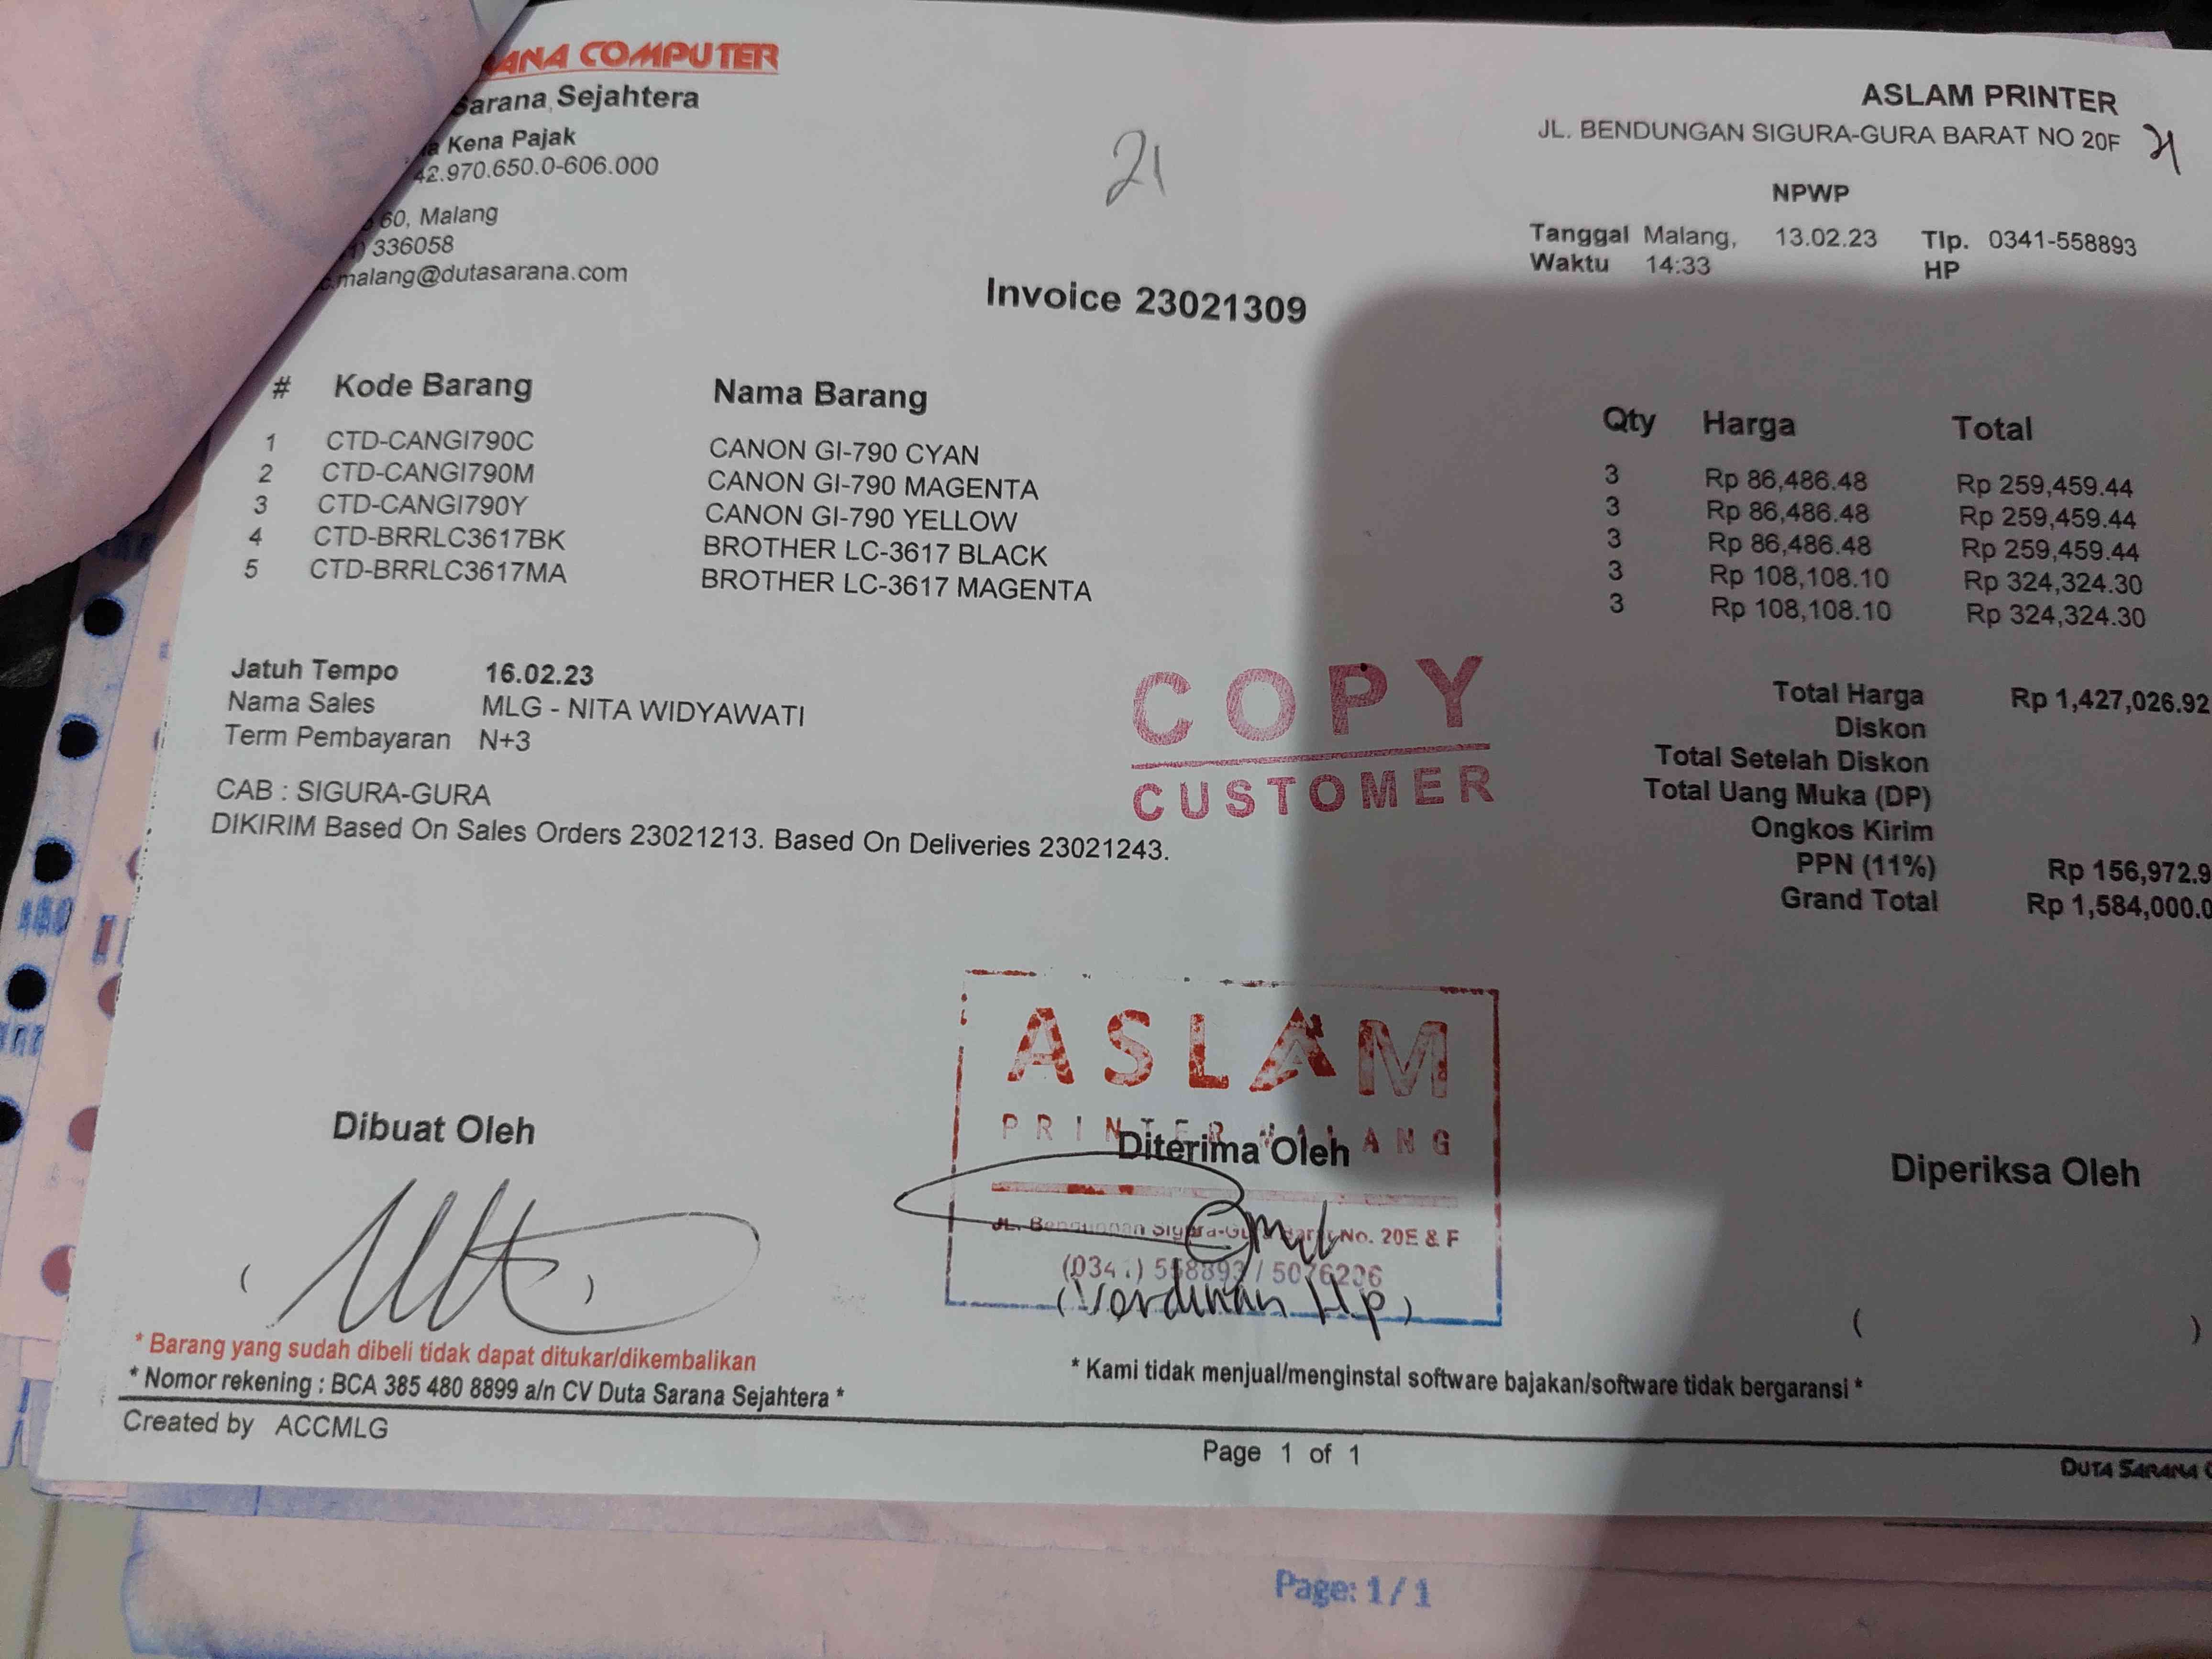 ANA COMPUTER
Sarana Sejahtera
Kena Pajak
42.970.650.0-606.000
60, Malang
336058
malang@dutasarana.com
21
ASLAM PRINTER
JL. BENDUNGAN SIGURA-GURA BARAT NO 20F
NPWP
Tanggal Malang, 13.02.23 Tlp. 0341-558893
Waktu 14:33 HP
Invoice 23021309
# Kode Barang Nama Barang Qty Harga Total
1 CTD-CANGI790C CANON GI-790 CYAN 3 Rp 86,486.48 Rp 259,459.44
2 CTD-CANGI790M CANON GI-790 MAGENTA 3 Rp 86,486.48 Rp 259,459.44
3 CTD-CANGI790Y CANON GI-790 YELLOW 3 Rp 86,486.48 Rp 259,459.44
4 CTD-BRRLC3617BK BROTHER LC-3617 BLACK 3 Rp 108,108.10 Rp 324,324.30
5 CTD-BRRLC3617MA BROTHER LC-3617 MAGENTA 3 Rp 108,108.10 Rp 324,324.30
Jatuh Tempo 16.02.23
Nama Sales MLG - NITA WIDYAWATI
Term Pembayaran N+3
CAB : SIGURA-GURA
DIKIRIM Based On Sales Orders 23021213. Based On Deliveries 23021243.
COPY
CUSTOMER
Total Harga Rp 1,427,026.92
Diskon
Total Setelah Diskon
Total Uang Muka (DP)
Ongkos Kirim
PPN (11%) Rp 156,972.9
Grand Total Rp 1,584,000.0
ASLAM
PRINTER MALANG
No. 20E & F
Dibuat Oleh
Diterima Oleh
Diperiksa Oleh
* Barang yang sudah dibeli tidak dapat ditukar/dikembalikan
* Nomor rekening : BCA 385 480 8899 a/n CV Duta Sarana Sejahtera *
* Kami tidak menjual/menginstal software bajakan/software tidak bergaransi *
Created by ACCMLG
Page 1 of 1
DUTA SARANA
Page: 1 / 1